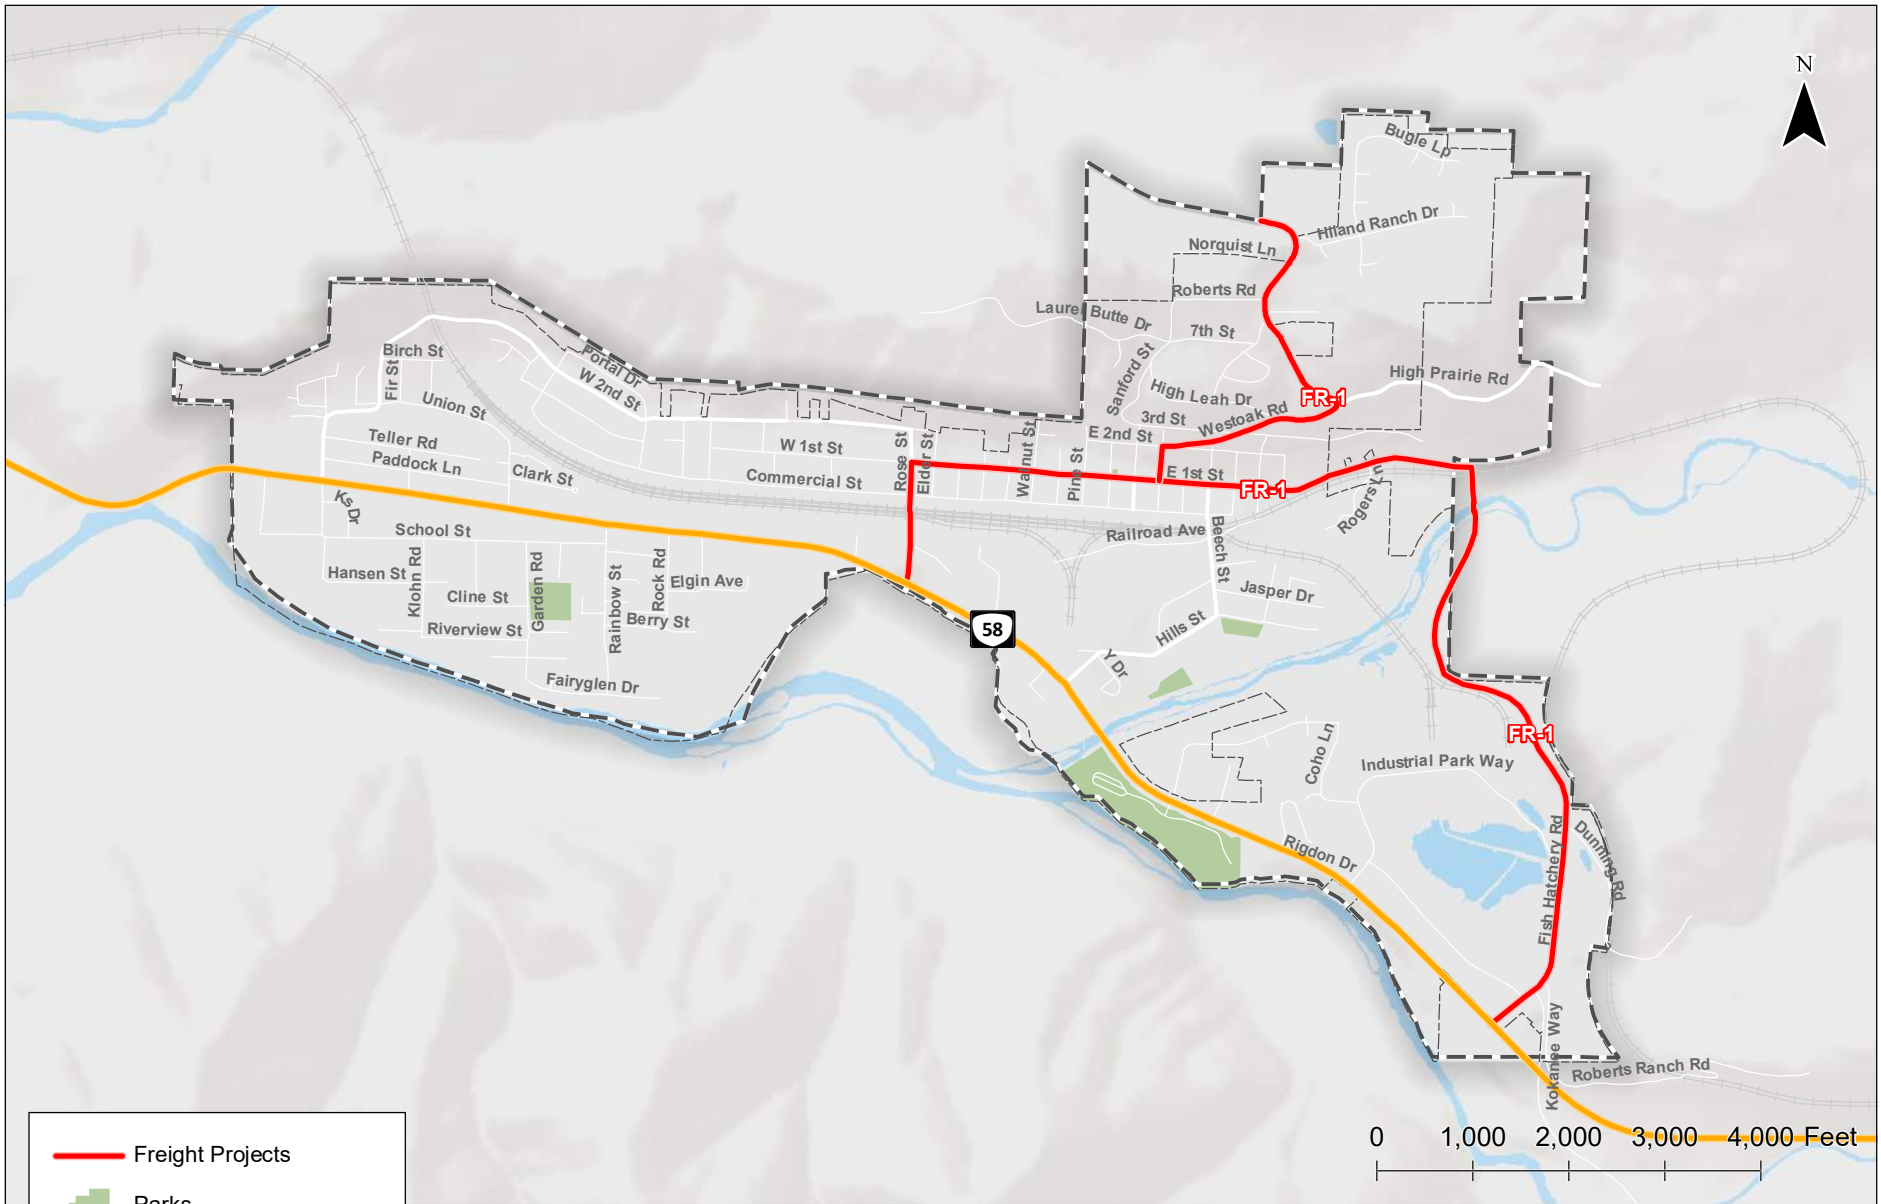 N
Bugle Lp
Hiland Ranch Dr
Norquist Ln
Roberts Rd
Laurel Butte Dr
7th St
Sanford St
High Prairie Rd
High Leah Dr
FR-1
3rd St
Westoak Rd
E 2nd St
Birch St
Fir St
Portal Dr
W 2nd St
Union St
Teller Rd
Paddock Ln
Clark St
W 1st St
Commercial St
Rose St
Elder St
Walnut St
Pine St
E 1st St
FR-1
Rogers Ln
Ks Dr
School St
Railroad Ave
Beech St
Hansen St
Klohn Rd
Cline St
Garden Rd
Rainbow St
Rock Rd
Elgin Ave
Berry St
Riverview St
Jasper Dr
Hills St
58
Y Dr
Fairyglen Dr
FR-1
Coho Ln
Industrial Park Way
Rigdon Dr
Fish Hatchery Rd
Dunning Rd
Kokanee Way
Roberts Ranch Rd
0 1,000 2,000 3,000 4,000 Feet
Freight Projects
Parks